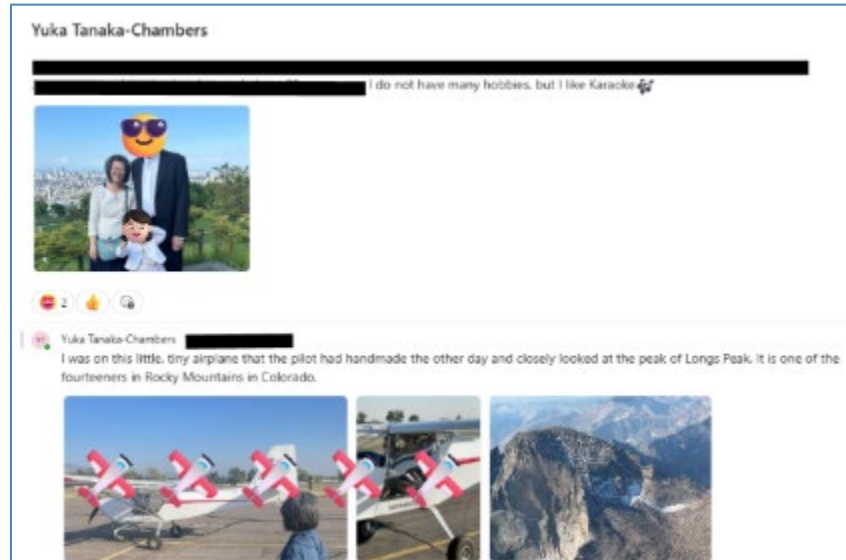 Yuka Tanaka-Chambers
I do not have many hobbies, but I like Karaoke
2
Yuka Tanaka-Chambers
I was on this little, tiny airplane that the pilot had handmade the other day and closely looked at the peak of Longs Peak. It is one of the
fourteeners in Rocky Mountains in Colorado.